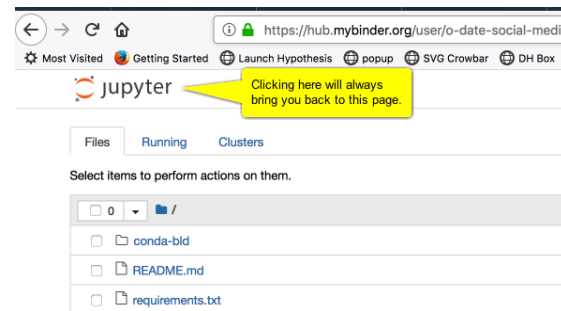 https://hub.mybinder.org/user/o-date-social-medi
Most Visited Getting Started Launch Hypothesis popup SVG Crowbar DH Box
jupyter
Clicking here will always
bring you back to this page.
Files Running Clusters
Select items to perform actions on them.
0 /
conda-bld
README.md
requirements.txt